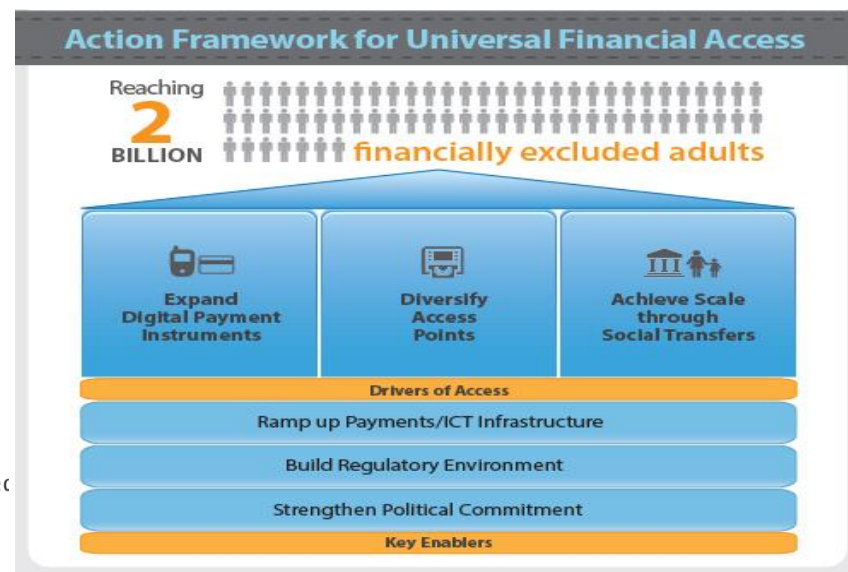 Action Framework for Universal Financial Access
Reaching
2
BILLION
financially excluded adults
Expand
Digital Payment
Instruments
Diversify
Access
Points
Achieve Scale
through
Social Transfers
Drivers of Access
Ramp up Payments/ICT Infrastructure
Build Regulatory Environment
Strengthen Political Commitment
Key Enablers